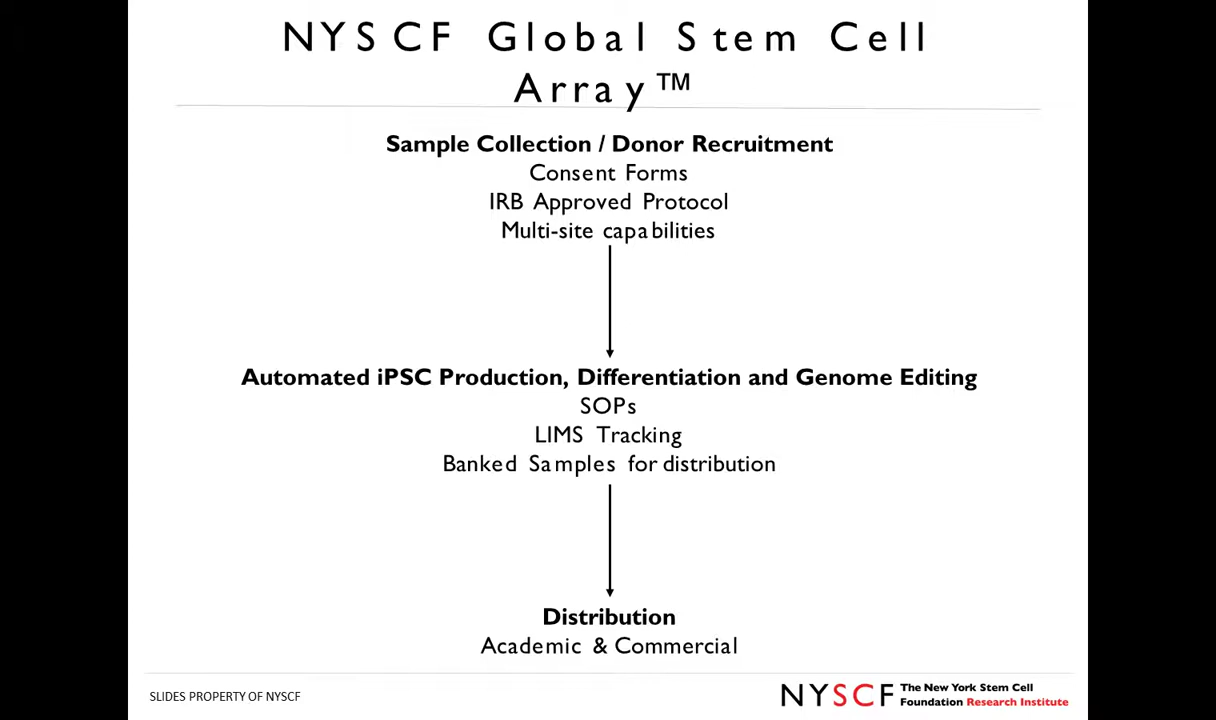 NYSCF Global Stem Cell
Array™
Sample Collection / Donor Recruitment
Consent Forms
IRB Approved Protocol
Multi-site capabilities
Automated iPSC Production, Differentiation and Genome Editing
SOPs
LIMS Tracking
Banked Samples for distribution
Distribution
Academic & Commercial
SLIDES PROPERTY OF NYSCF
NYSCF
The New York Stem Cell
Foundation Research Institute